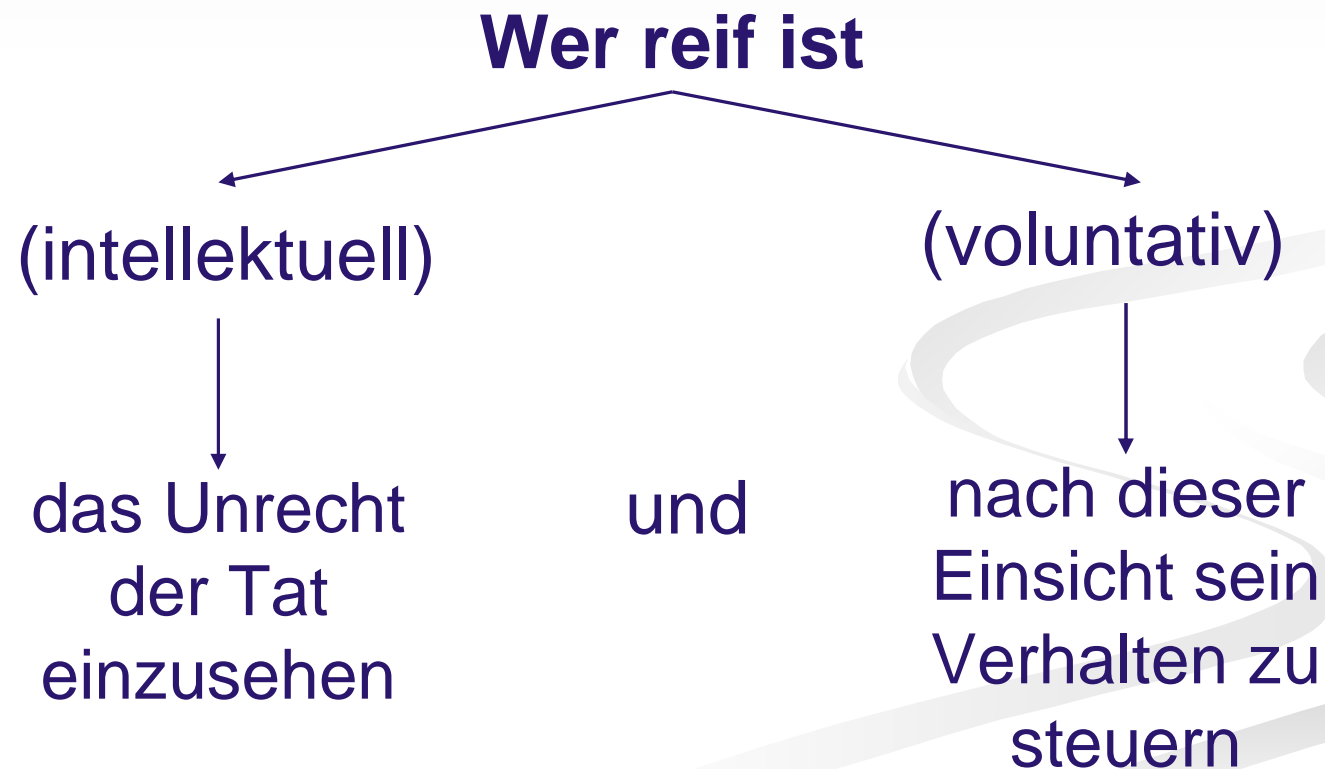 Wer reif ist
(intellektuell)
(voluntativ)
das Unrecht
der Tat
einzusehen
und
nach dieser
Einsicht sein
Verhalten zu
steuern